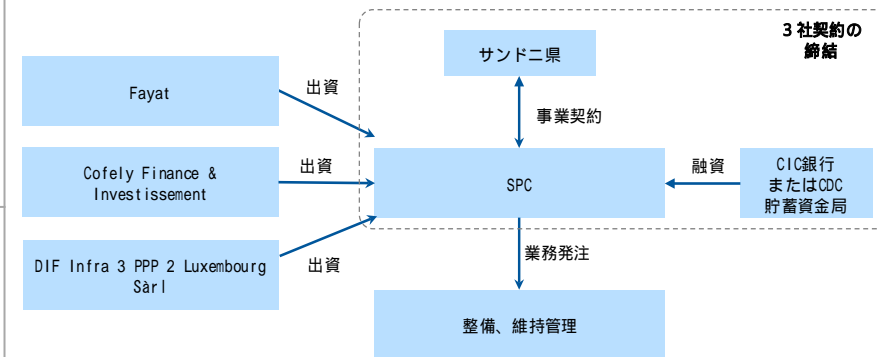 3社契約の
締結
サンドニ県
出資
Fayat
事業契約
Cofely Finance &
Investissement
出資
SPC
融資
CIC銀行
またはCDC
貯蓄資金局
DIF Infra 3 PPP 2 Luxembourg
Sàrl
出資
業務発注
整備、維持管理